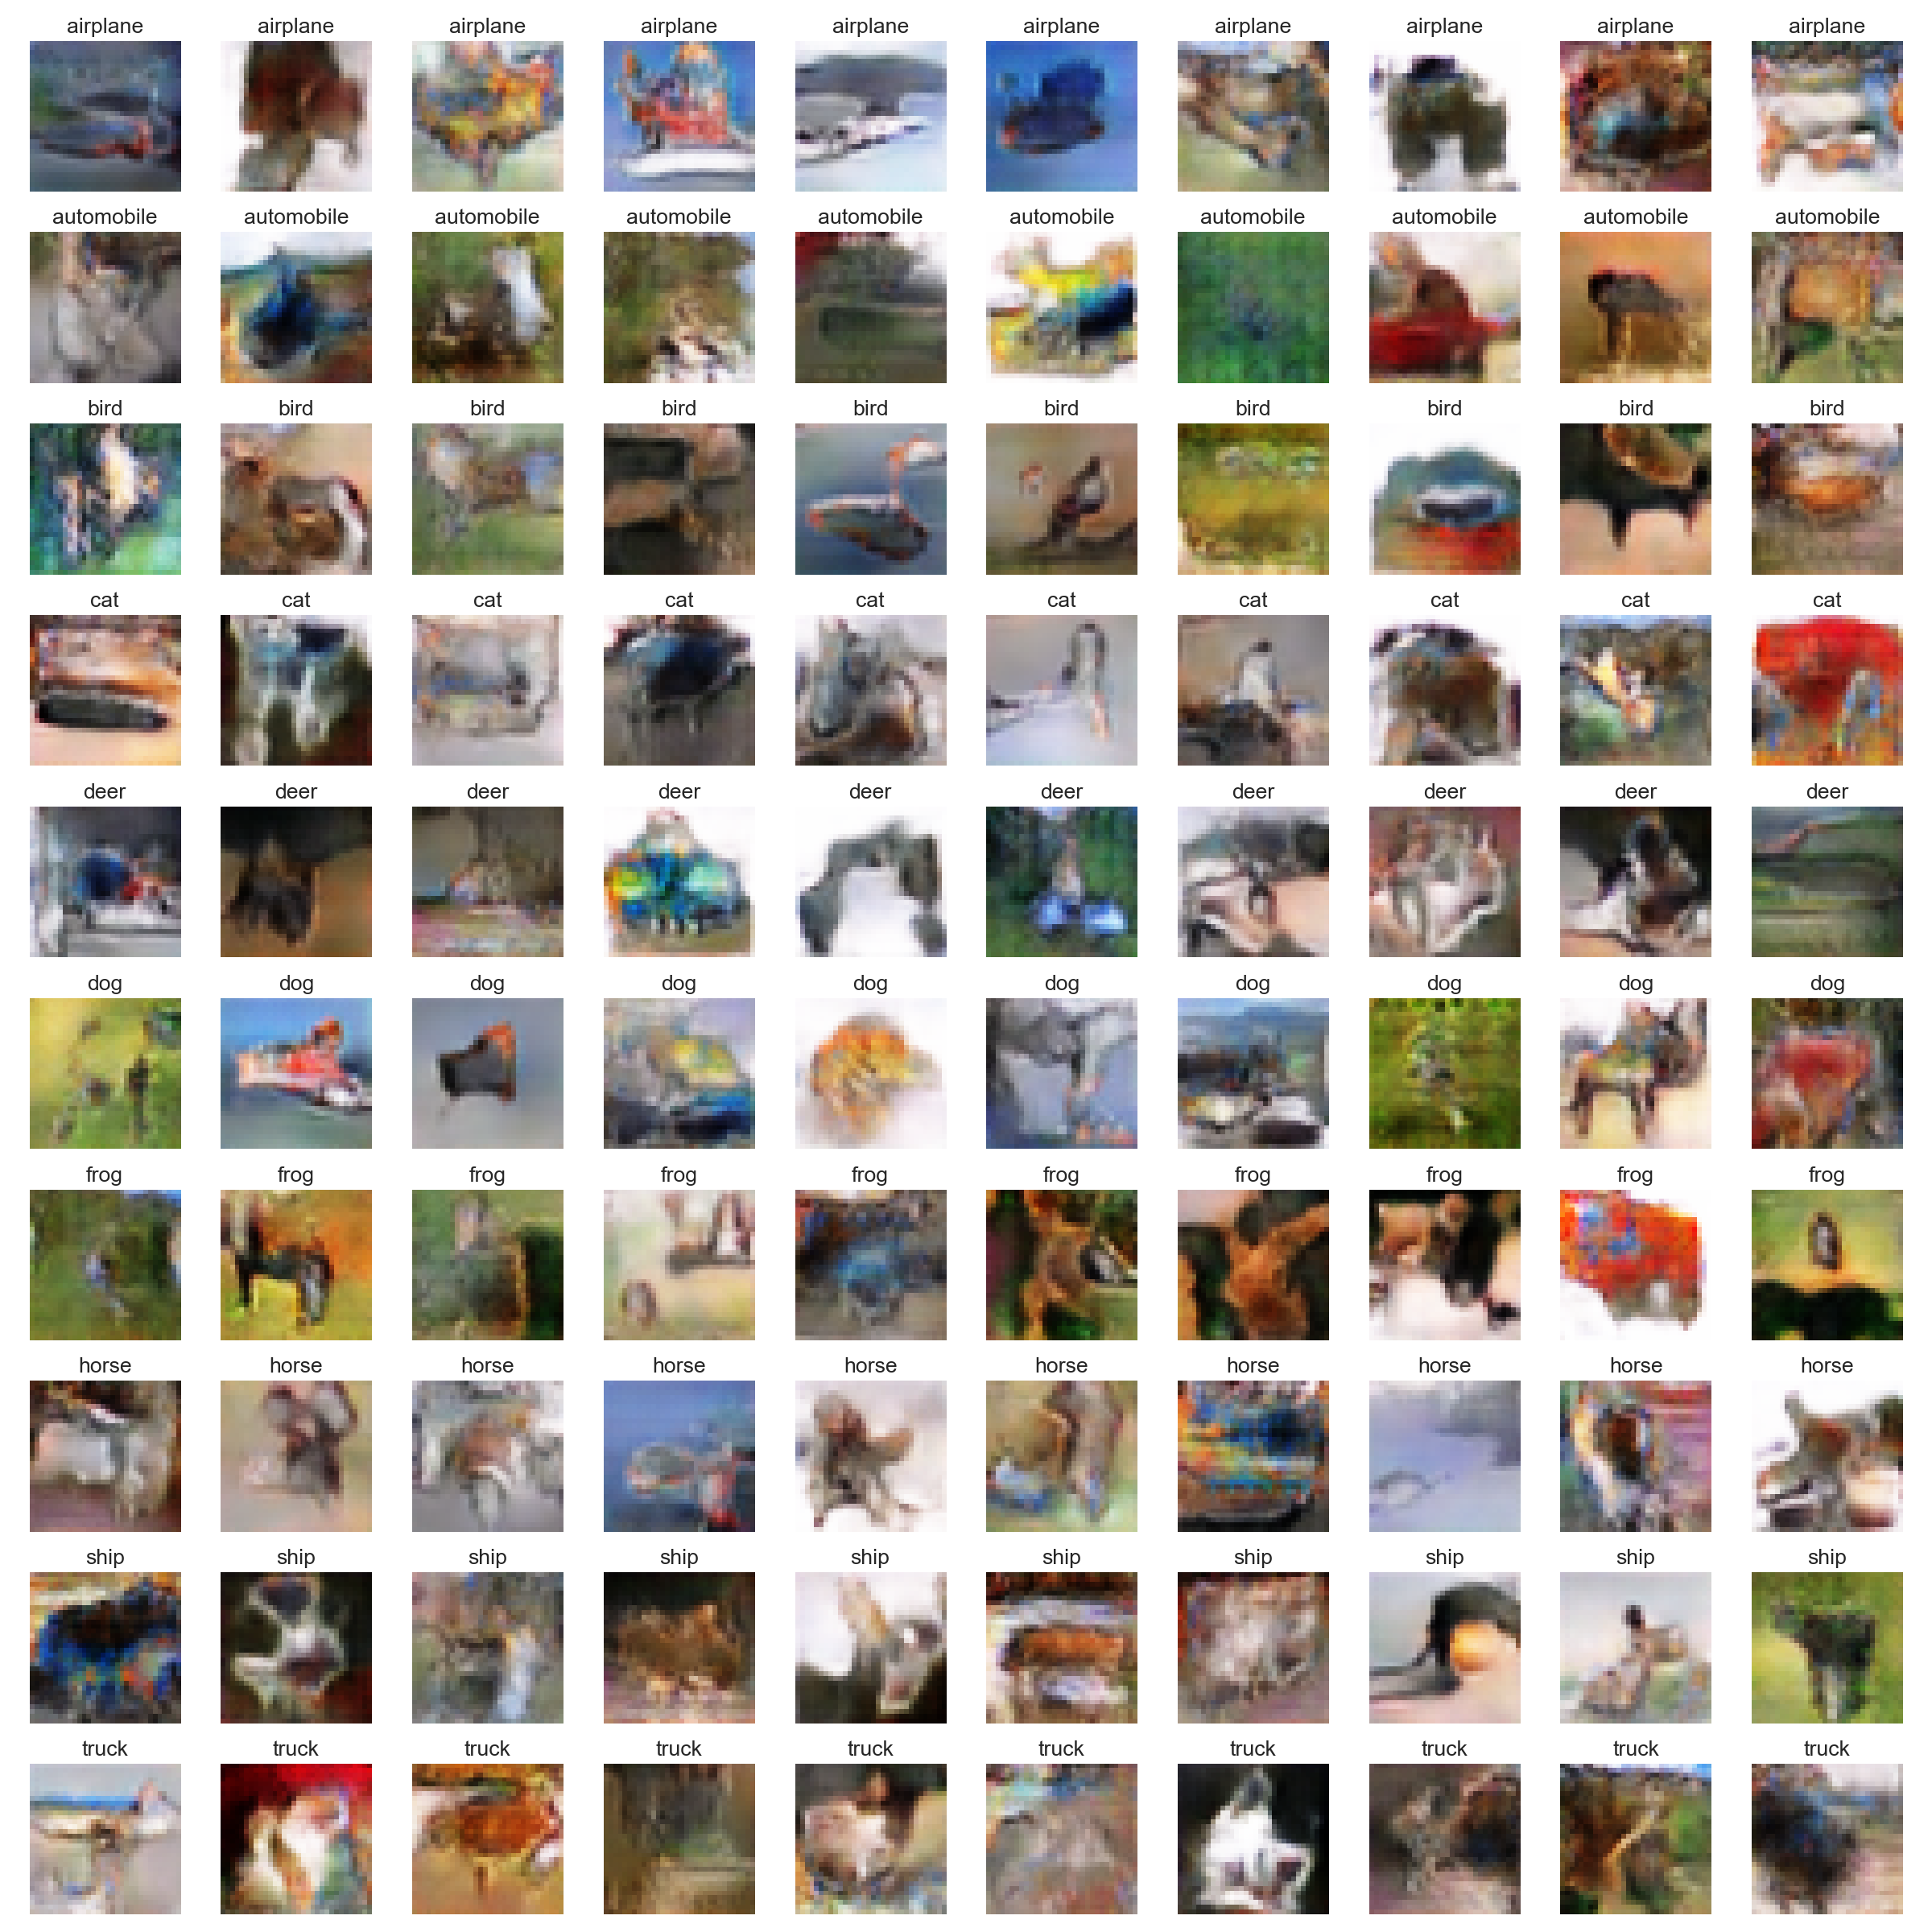 airplane airplane airplane airplane airplane airplane airplane airplane airplane airplane
automobile automobile automobile automobile automobile automobile automobile automobile automobile automobile
bird bird bird bird bird bird bird bird bird bird
cat cat cat cat cat cat cat cat cat cat
deer deer deer deer deer deer deer deer deer deer
dog dog dog dog dog dog dog dog dog dog
frog frog frog frog frog frog frog frog frog frog
horse horse horse horse horse horse horse horse horse horse
ship ship ship ship ship ship ship ship ship ship
truck truck truck truck truck truck truck truck truck truck